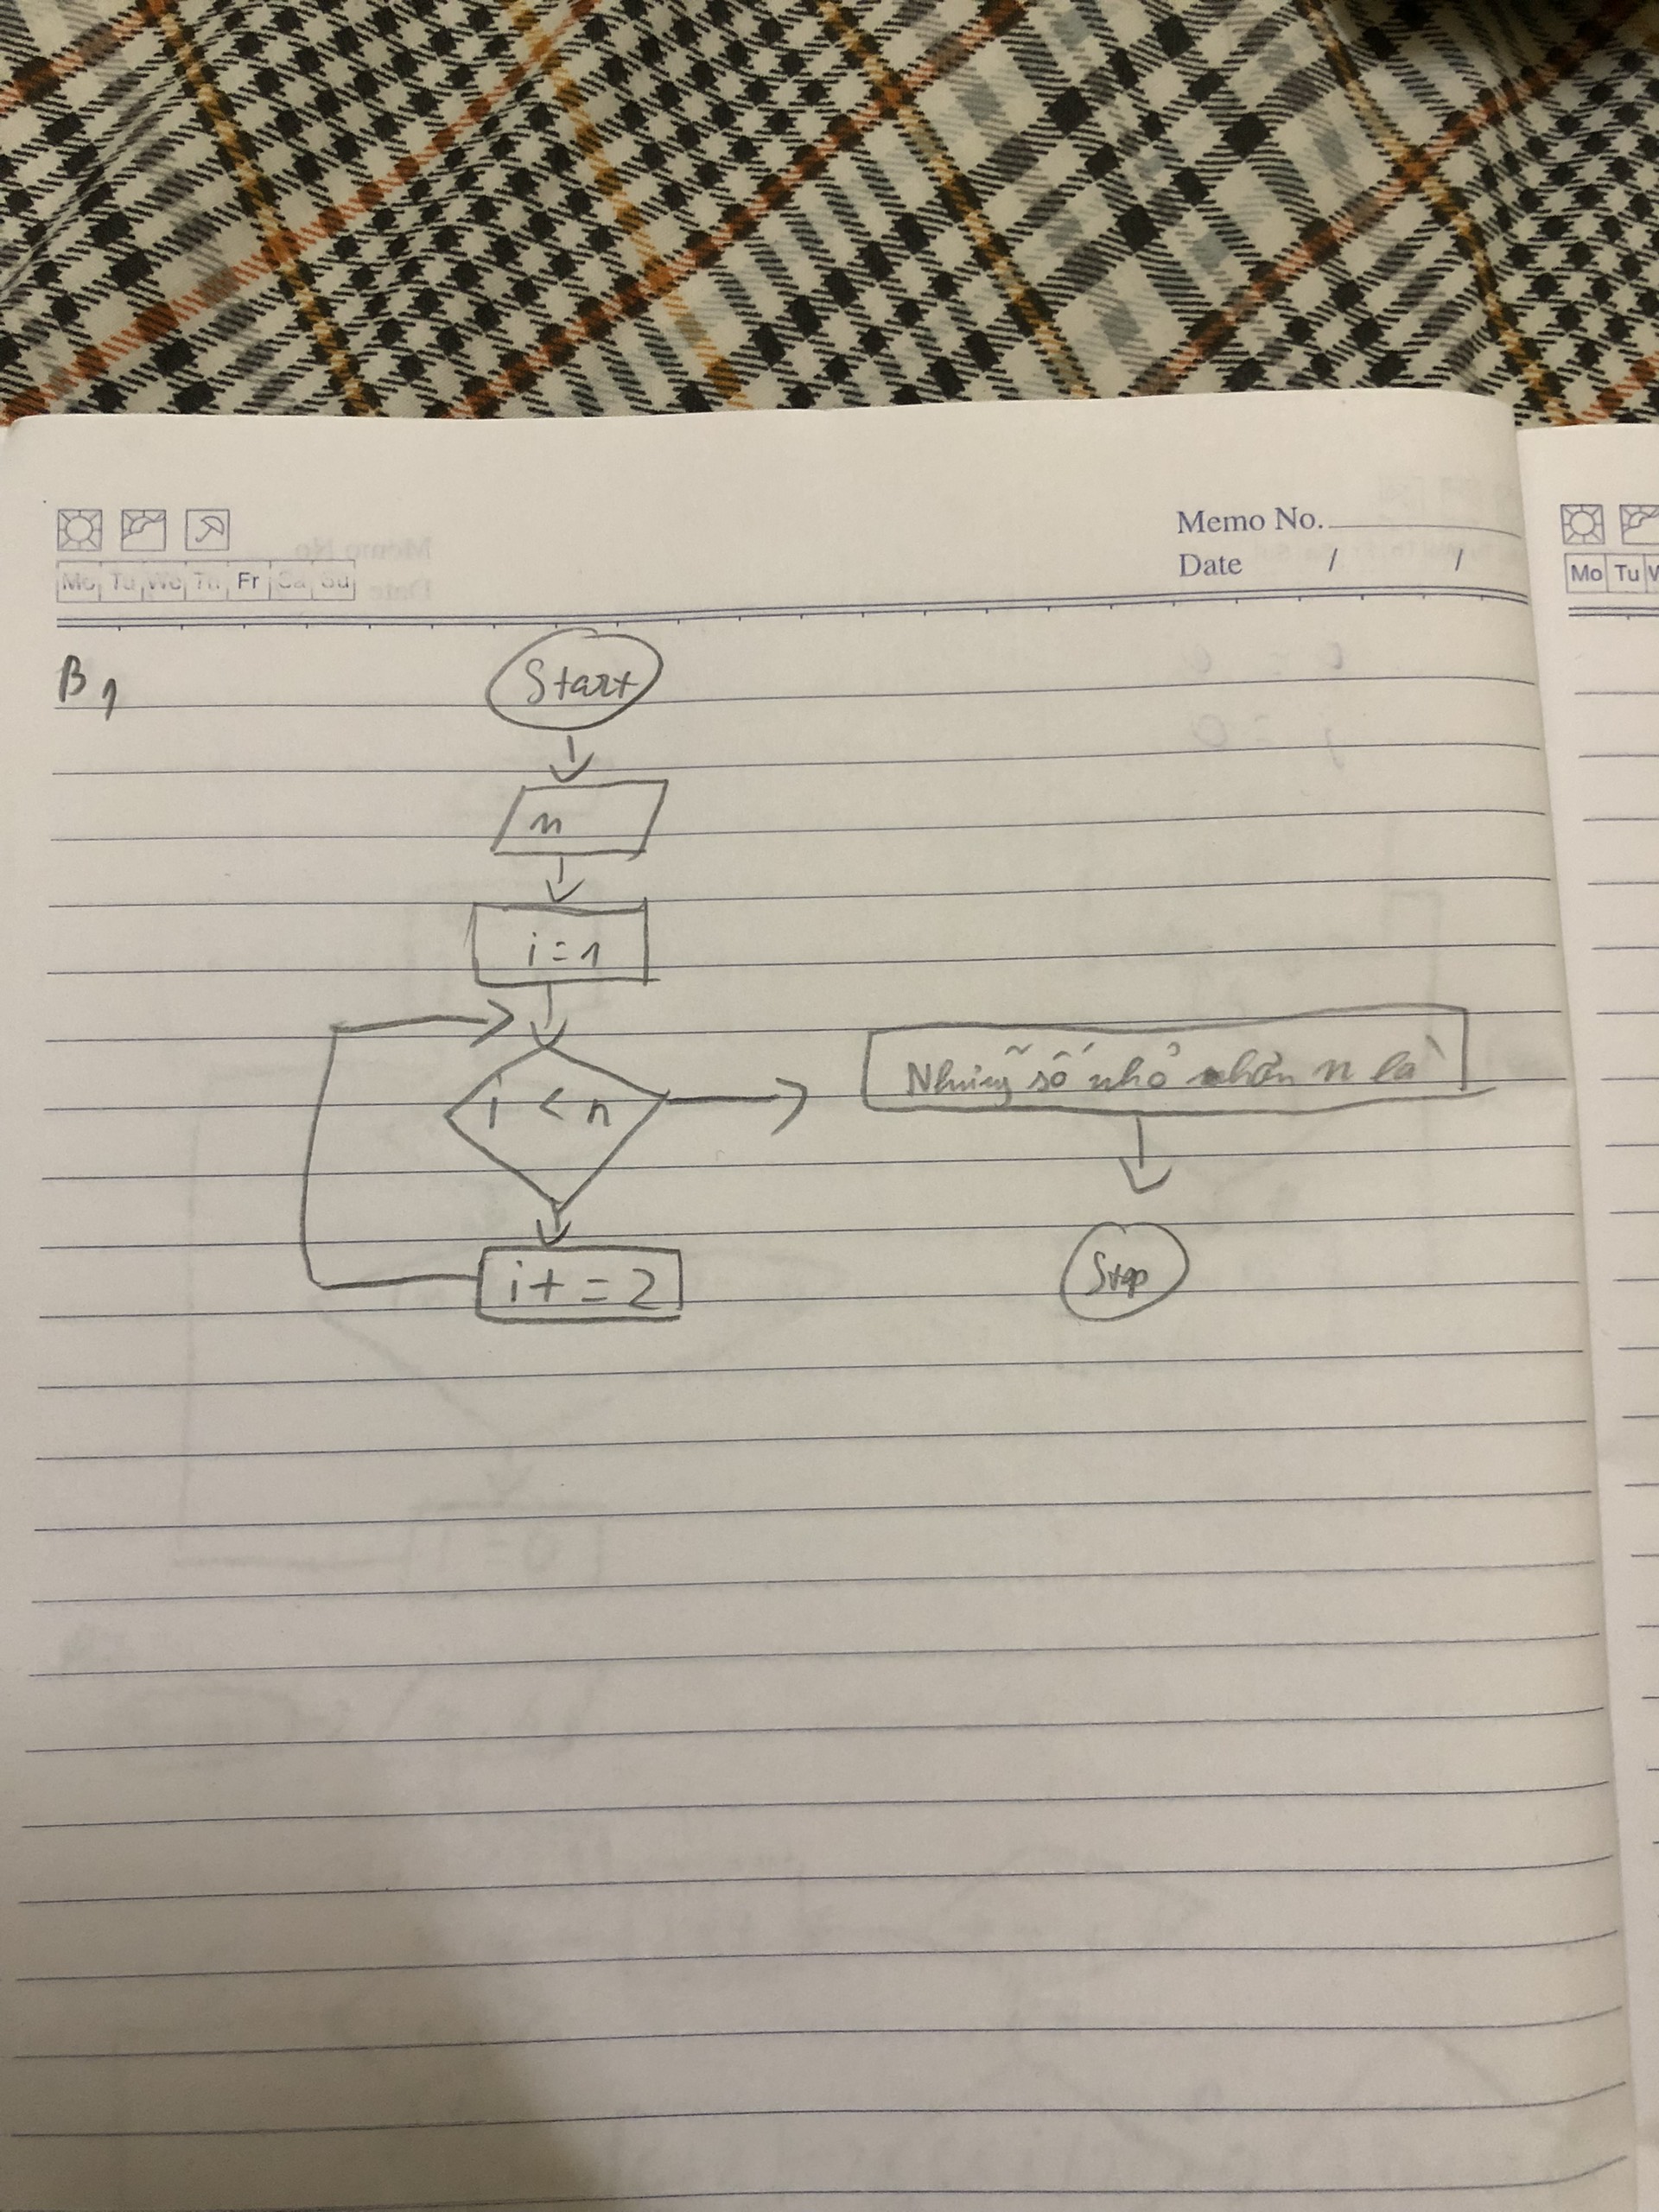 Memo No.
Date / /
Mo Tu We Th Fr Sa Su
Mo Tu
B1
Start
n
i = 1
i < n
Những số nhỏ nhơn n là
i + = 2
Stop